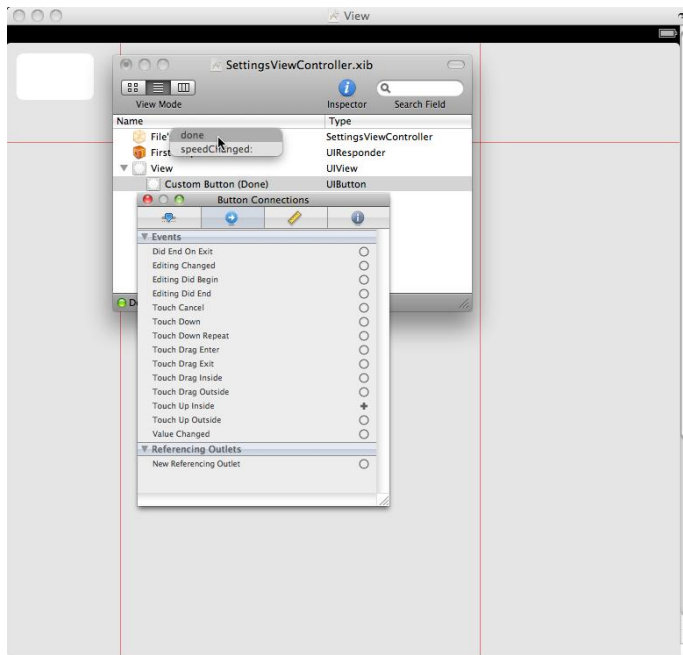 View
SettingsViewController.xib
View Mode
Inspector
Search Field
Name
Type
File'
SettingsViewController
done
speedChanged:
First
UIResponder
View
UIView
Custom Button (Done)
UIButton
Button Connections
Events
Did End On Exit
Editing Changed
Editing Did Begin
Editing Did End
Touch Cancel
Touch Down
Touch Down Repeat
Touch Drag Enter
Touch Drag Exit
Touch Drag Inside
Touch Drag Outside
Touch Up Inside
Touch Up Outside
Value Changed
Referencing Outlets
New Referencing Outlet